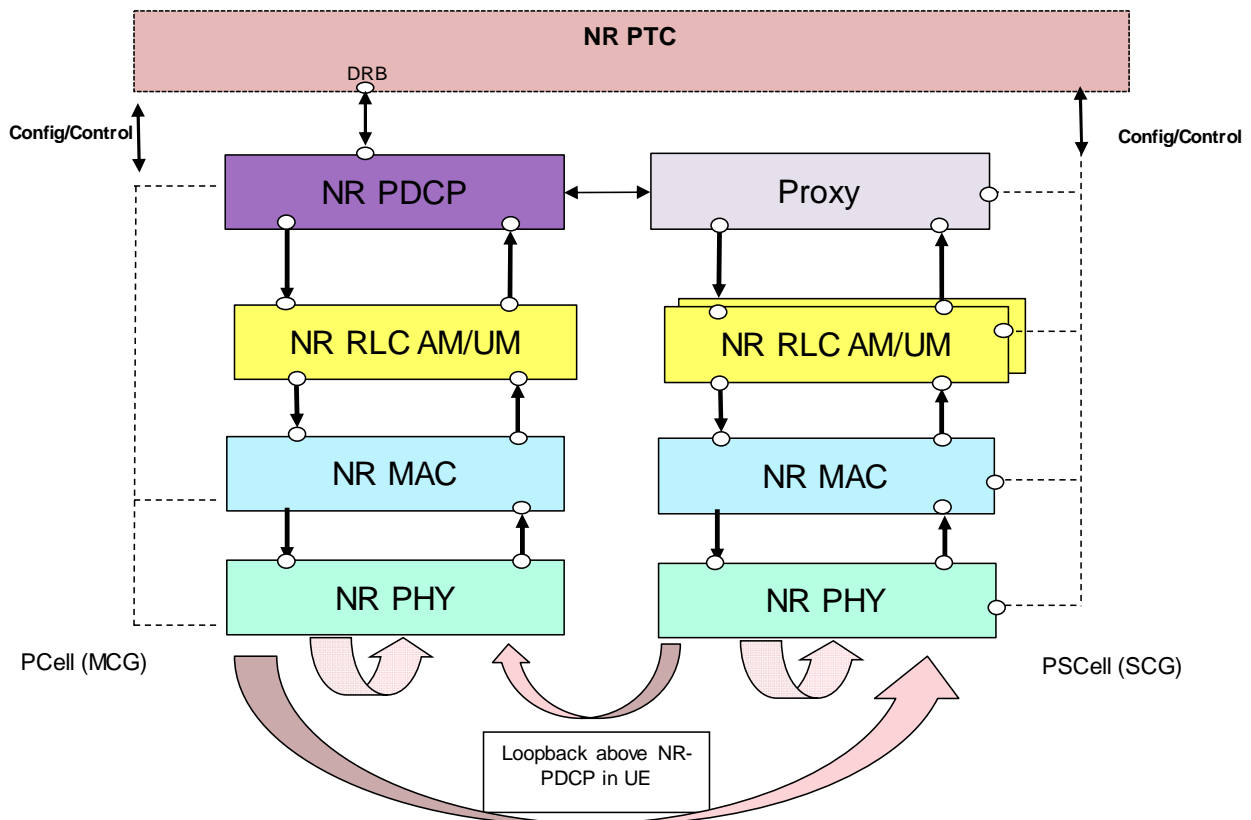 NR PTC
DRB
Config/Control
Config/Control
NR PDCP
Proxy
NR RLC AM/UM
NR RLC AM/UM
NR MAC
NR MAC
NR PHY
NR PHY
PCell (MCG)
PSCell (SCG)
Loopback above NR-
PDCP in UE